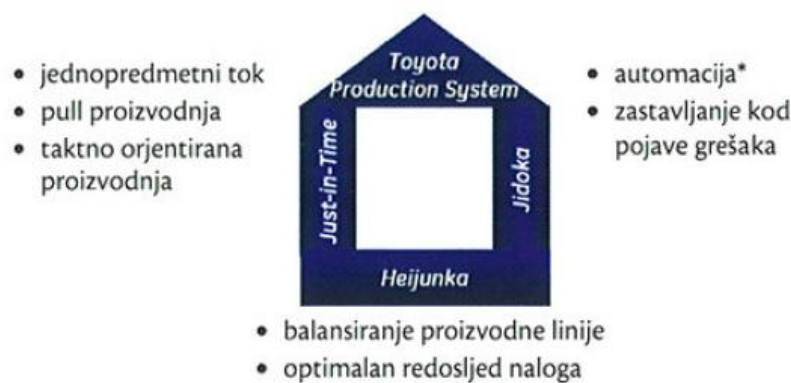 • jednopredmetni tok
• pull proizvodnja
• taktno orjentirana
proizvodnja
Toyota
Production System
Just-in-Time
Jidoka
Heijunka
• automacija*
• zastavljanje kod
pojave grešaka
• balansiranje proizvodne linije
• optimalan redosljed naloga